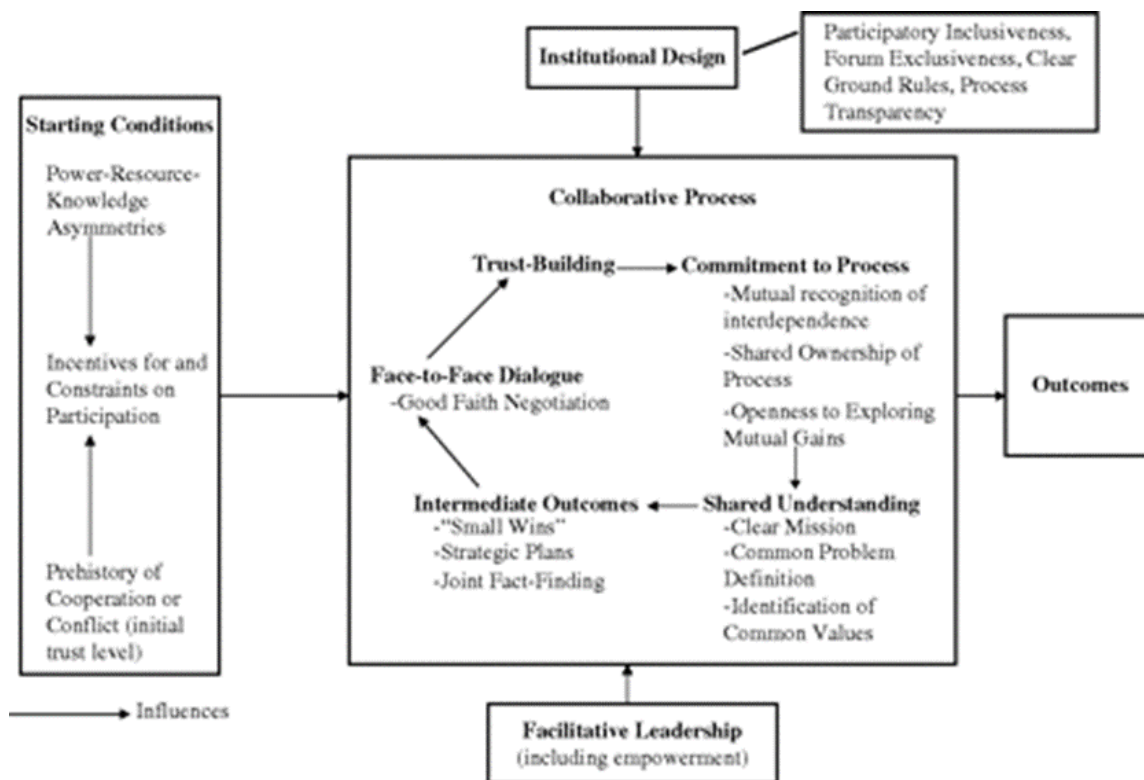 Institutional Design
Participatory Inclusiveness,
Forum Exclusiveness, Clear
Ground Rules, Process
Transparency
Starting Conditions
Power-Resource-
Knowledge
Asymmetries
Incentives for and
Constraints on
Participation
Prehistory of
Cooperation or
Conflict (initial
trust level)
Influences
Collaborative Process
Trust-Building
Commitment to Process
-Mutual recognition of
interdependence
-Shared Ownership of
Process
-Openness to Exploring
Mutual Gains
Face-to-Face Dialogue
-Good Faith Negotiation
Intermediate Outcomes
-"Small Wins"
-Strategic Plans
-Joint Fact-Finding
Shared Understanding
-Clear Mission
-Common Problem
Definition
-Identification of
Common Values
Outcomes
Facilitative Leadership
(including empowerment)